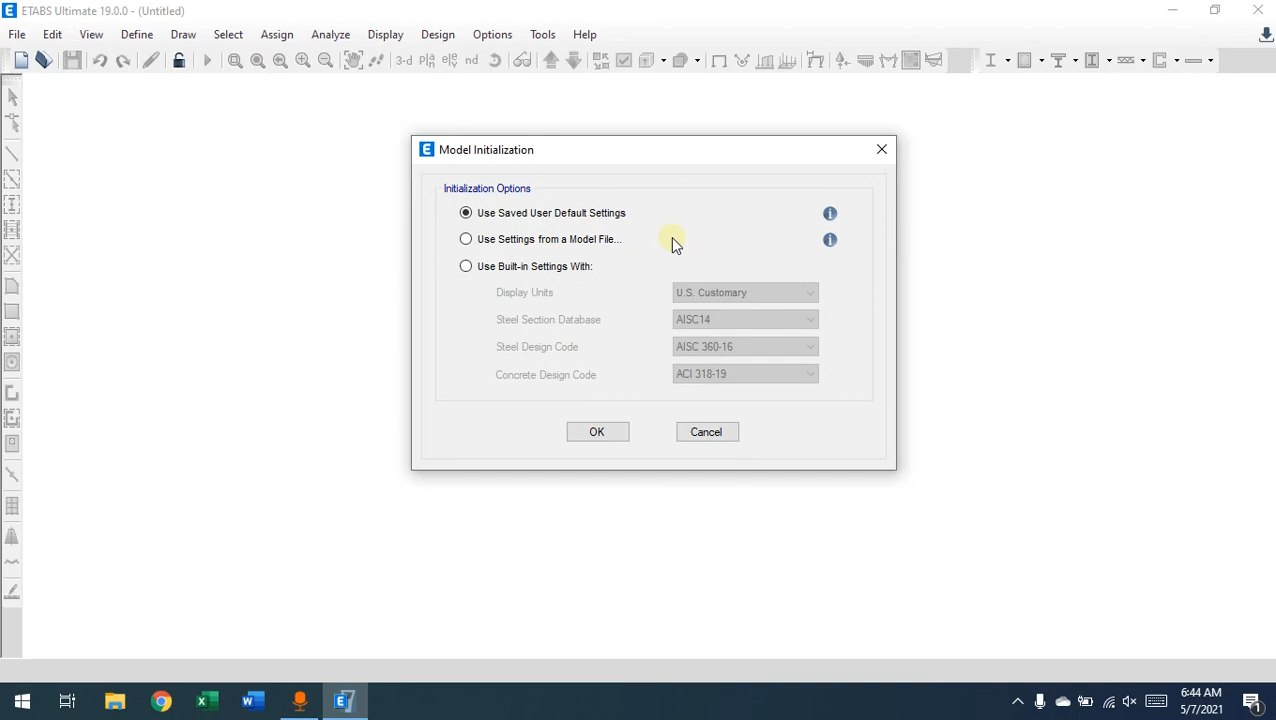 E ETABS Ultimate 19.0.0 - (Untitled)
File Edit View Define Draw Select Assign Analyze Display Design Options Tools Help
3-d nd
E Model Initialization
Initialization Options
Use Saved User Default Settings
Use Settings from a Model File...
Use Built-in Settings With:
Display Units U.S. Customary
Steel Section Database AISC14
Steel Design Code AISC 360-16
Concrete Design Code ACI 318-19
OK Cancel
6:44 AM
5/7/2021
1